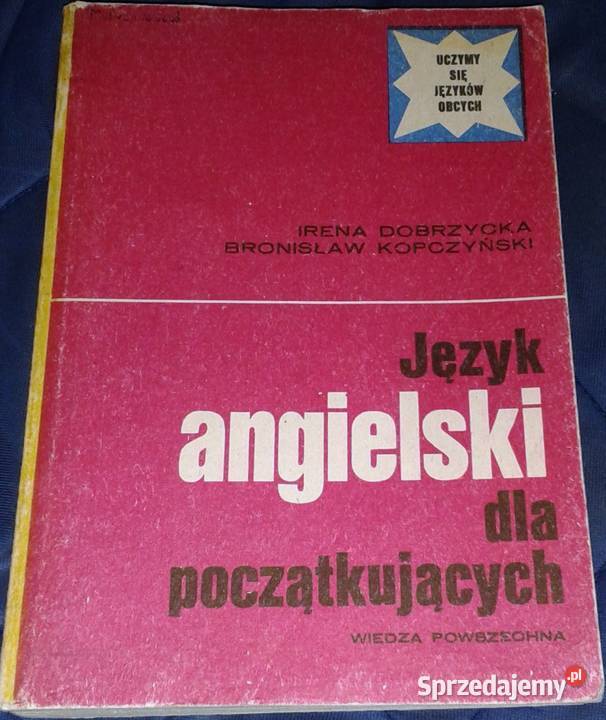 UCZYMY
SIĘ
JĘZYKÓW
OBCYCH
IRENA DOBRZYCKA
BRONISŁAW KOPCZYŃSKI
Język
angielski
dla
początkujących
WIEDZA POWSZECHNA
Sprzedajemy.pl